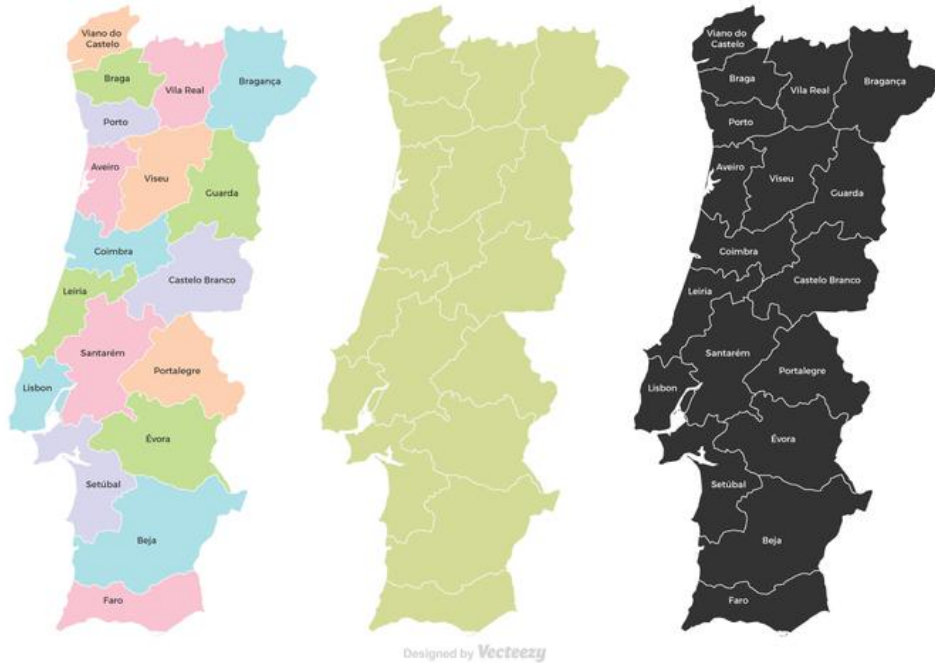 Viano do
Castelo
Braga
Vila Real
Bragança
Porto
Aveiro
Viseu
Guarda
Coimbra
Castelo Branco
Leiria
Santarém
Portalegre
Lisbon
Évora
Setúbal
Beja
Faro
Viano do
Castelo
Braga
Vila Real
Bragança
Porto
Aveiro
Viseu
Guarda
Coimbra
Castelo Branco
Leiria
Santarém
Portalegre
Lisbon
Évora
Setúbal
Beja
Faro
Designed by Vecteezy